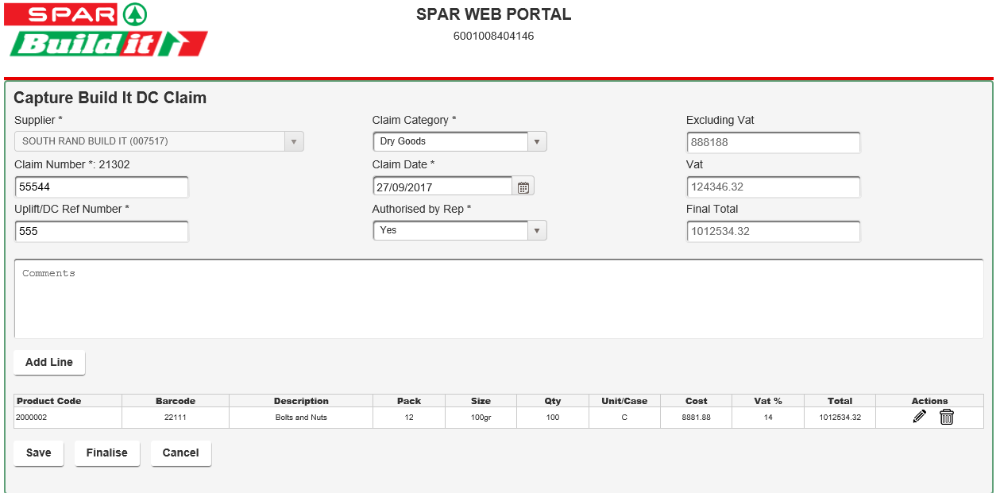 SPAR
Build it
SPAR WEB PORTAL
6001008404146
Capture Build It DC Claim
Supplier * Claim Category * Excluding Vat
SOUTH RAND BUILD IT (007517) Dry Goods 888188
Claim Number *: 21302 Claim Date * Vat
55544 27/09/2017 124346.32
Uplift/DC Ref Number * Authorised by Rep * Final Total
555 Yes 1012534.32
Comments
Add Line
Product Code Barcode Description Pack Size Qty Unit/Case Cost Vat % Total Actions
2000002 22111 Bolts and Nuts 12 100gr 100 C 8881.88 14 1012534.32
Save Finalise Cancel